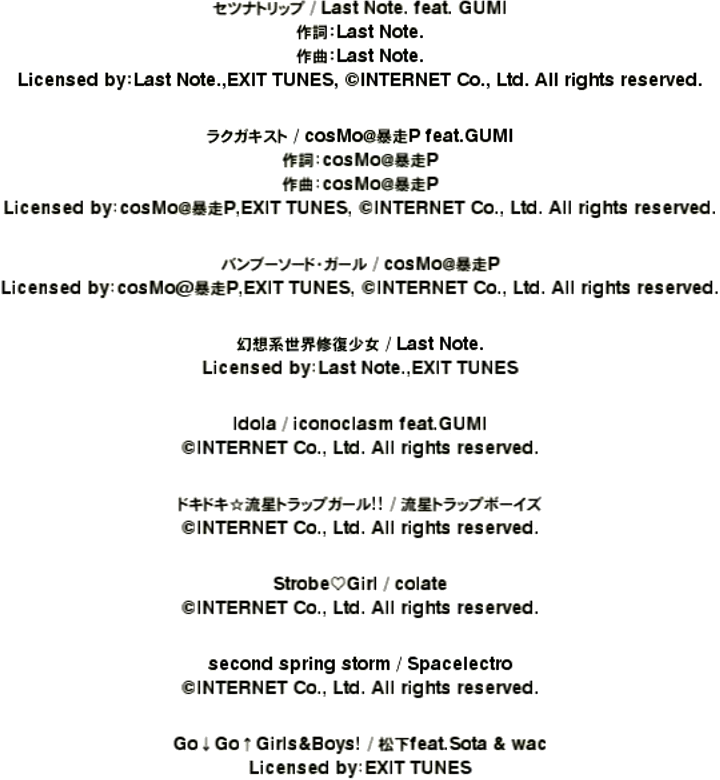 セツナトリップ / Last Note. feat. GUMI
作詞:Last Note.
作曲:Last Note.
Licensed by:Last Note.,EXIT TUNES, ©INTERNET Co., Ltd. All rights reserved.
ラクガキスト / cosMo@暴走P feat.GUMI
作詞:cosMo@暴走P
作曲:cosMo@暴走P
Licensed by:cosMo@暴走P,EXIT TUNES, ©INTERNET Co., Ltd. All rights reserved.
バンブーソード・ガール / cosMo@暴走P
Licensed by:cosMo@暴走P,EXIT TUNES, ©INTERNET Co., Ltd. All rights reserved.
幻想系世界修復少女 / Last Note.
Licensed by:Last Note.,EXIT TUNES
Idola / iconoclasm feat.GUMI
©INTERNET Co., Ltd. All rights reserved.
ドキドキ☆流星トラップガール!! / 流星トラップボーイズ
©INTERNET Co., Ltd. All rights reserved.
Strobe♡Girl / colate
©INTERNET Co., Ltd. All rights reserved.
second spring storm / Spacelectro
©INTERNET Co., Ltd. All rights reserved.
Go↓Go↑Girls&Boys! / 松下feat.Sota & wac
Licensed by:EXIT TUNES